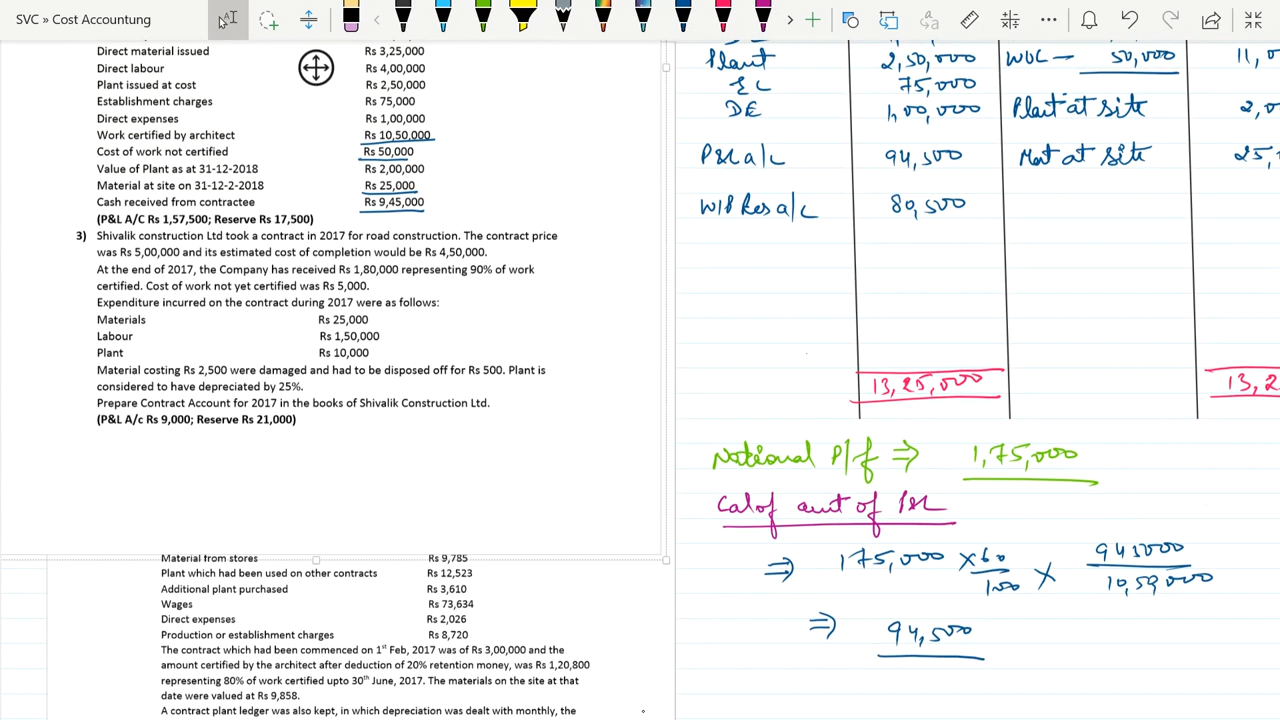 SVC » Cost Accountung
Direct material issued Rs 3,25,000
Direct labour Rs 4,00,000
Plant issued at cost Rs 2,50,000
Establishment charges Rs 75,000
Direct expenses Rs 1,00,000
Work certified by architect Rs 10,50,000
Cost of work not certified Rs 50,000
Value of Plant as at 31-12-2018 Rs 2,00,000
Material at site on 31-12-2-2018 Rs 25,000
Cash received from contractee Rs 9,45,000
(P&L A/C Rs 1,57,500; Reserve Rs 17,500)
3) Shivalik construction Ltd took a contract in 2017 for road construction. The contract price
was Rs 5,00,000 and its estimated cost of completion would be Rs 4,50,000.
At the end of 2017, the Company has received Rs 1,80,000 representing 90% of work
certified. Cost of work not yet certified was Rs 5,000.
Expenditure incurred on the contract during 2017 were as follows:
Materials Rs 25,000
Labour Rs 1,50,000
Plant Rs 10,000
Material costing Rs 2,500 were damaged and had to be disposed off for Rs 500. Plant is
considered to have depreciated by 25%.
Prepare Contract Account for 2017 in the books of Shivalik Construction Ltd.
(P&L A/c Rs 9,000; Reserve Rs 21,000)
Material from stores Rs 9,785
Plant which had been used on other contracts Rs 12,523
Additional plant purchased Rs 3,610
Wages Rs 73,634
Direct expenses Rs 2,026
Production or establishment charges Rs 8,720
The contract which had been commenced on 1st Feb, 2017 was of Rs 3,00,000 and the
amount certified by the architect after deduction of 20% retention money, was Rs 1,20,800
representing 80% of work certified upto 30th June, 2017. The materials on the site at that
date were valued at Rs 9,858.
A contract plant ledger was also kept, in which depreciation was dealt with monthly, the
Plant 2,50,000 WUC — 50,000 11,0
EC 75,000
DE 1,00,000 Plant at site 2,0
P&L a/c 94,500 Mat at site 25,
WIP Res a/c 80,500
13,25,000 13,2
Notional P/f ⇒ 1,75,000
Cal of amt of P&L
⇒ 175,000 × 60/100 × 945000/10,50,000
⇒ 94,500